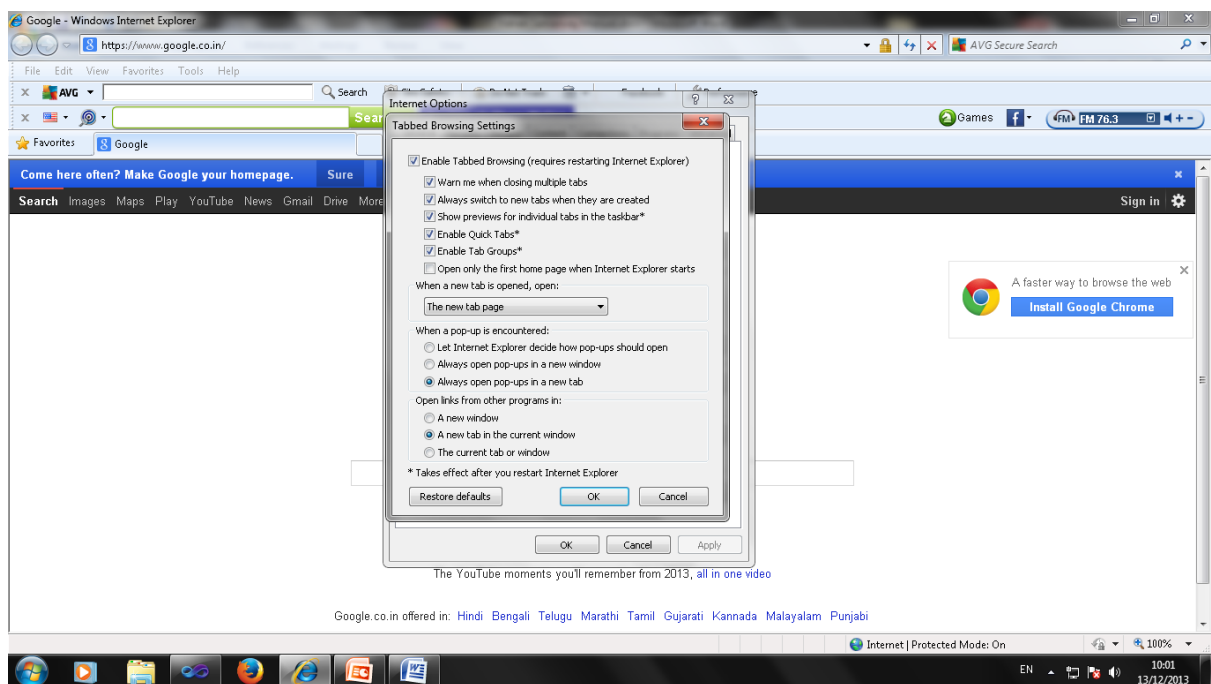 Google - Windows Internet Explorer
https://www.google.co.in/
AVG Secure Search
File Edit View Favorites Tools Help
AVG
Search
Internet Options
Sear
Tabbed Browsing Settings
Games
FM FM 76.3
Favorites
Google
Enable Tabbed Browsing (requires restarting Internet Explorer)
Come here often? Make Google your homepage. Sure
Warn me when closing multiple tabs
Search Images Maps Play YouTube News Gmail Drive More
Sign in
Always switch to new tabs when they are created
Show previews for individual tabs in the taskbar*
Enable Quick Tabs*
Enable Tab Groups*
Open only the first home page when Internet Explorer starts
When a new tab is opened, open:
The new tab page
A faster way to browse the web
Install Google Chrome
When a pop-up is encountered:
Let Internet Explorer decide how pop-ups should open
Always open pop-ups in a new window
Always open pop-ups in a new tab
Open links from other programs in:
A new window
A new tab in the current window
The current tab or window
* Takes effect after you restart Internet Explorer
Restore defaults OK Cancel
OK Cancel Apply
The YouTube moments you'll remember from 2013, all in one video
Google.co.in offered in: Hindi Bengali Telugu Marathi Tamil Gujarati Kannada Malayalam Punjabi
Internet | Protected Mode: On
100%
EN
10:01
13/12/2013